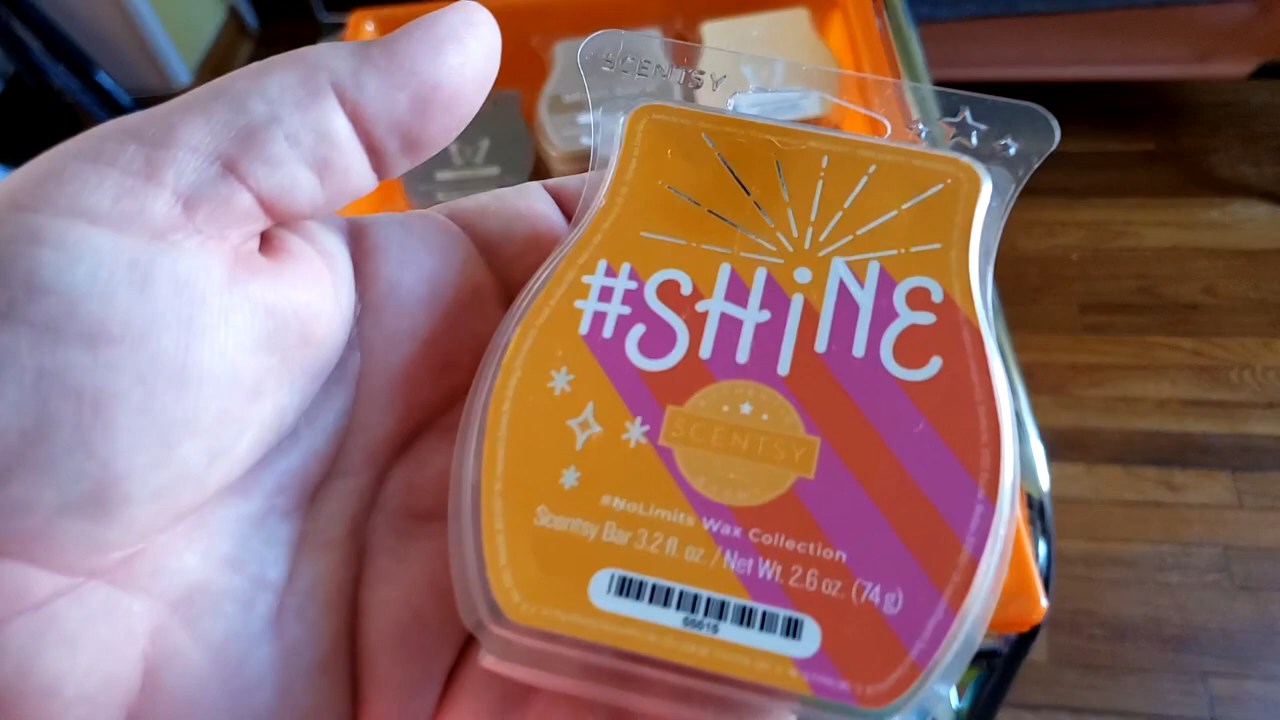 SCENTSY
#SHiNE
SCENTSY
#NoLimits Wax Collection
Scentsy Bar 3.2 fl. oz. / Net Wt. 2.6 oz. (74 g)